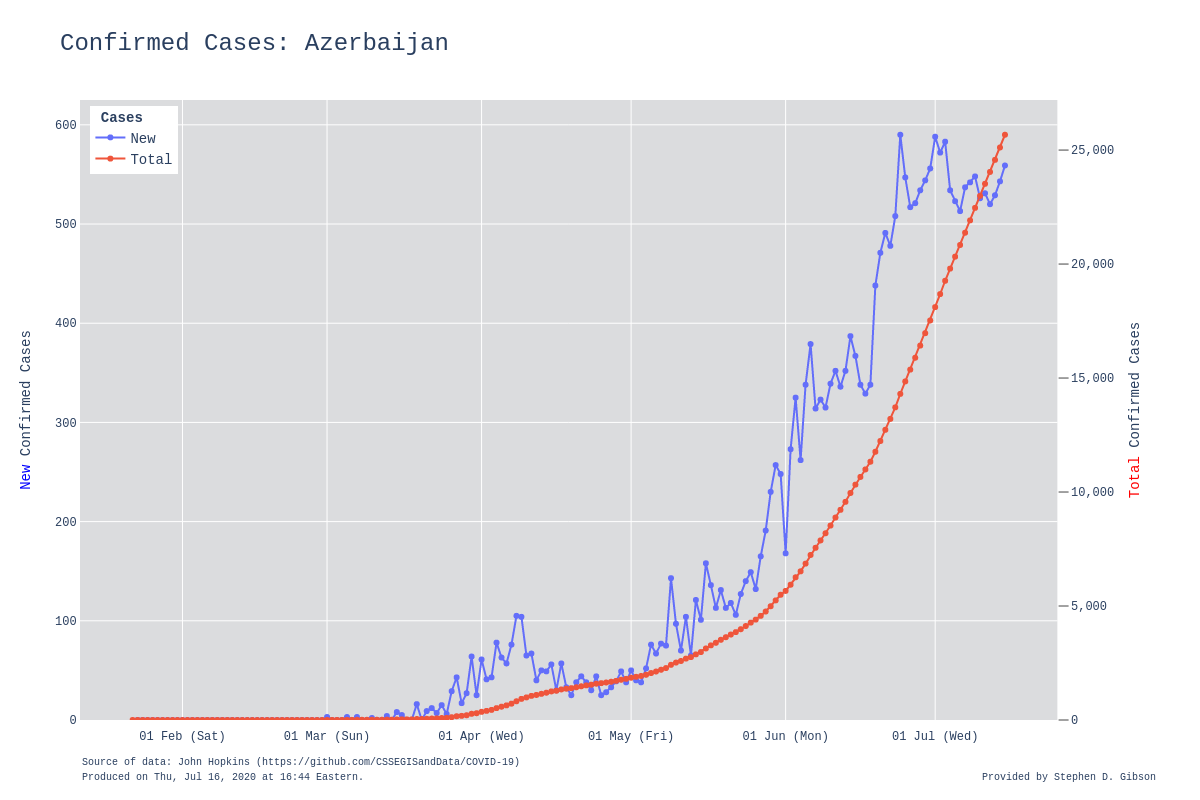 Confirmed Cases: Azerbaijan
Cases
New
Total
600
500
400
300
200
100
0
25,000
20,000
15,000
10,000
5,000
0
New Confirmed Cases
Total Confirmed Cases
01 Feb (Sat)
01 Mar (Sun)
01 Apr (Wed)
01 May (Fri)
01 Jun (Mon)
01 Jul (Wed)
Source of data: John Hopkins (https://github.com/CSSEGISandData/COVID-19)
Produced on Thu, Jul 16, 2020 at 16:44 Eastern.
Provided by Stephen D. Gibson